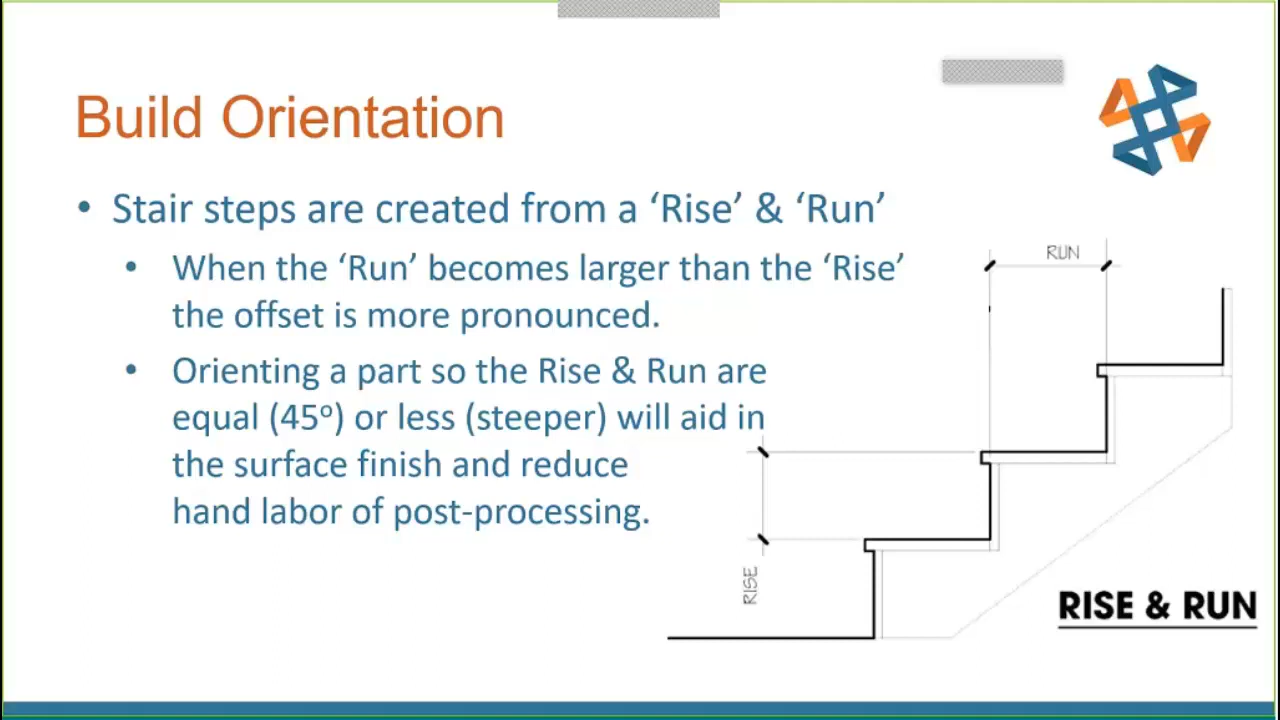 Build Orientation
• Stair steps are created from a ‘Rise’ & ‘Run’
• When the ‘Run’ becomes larger than the ‘Rise’
the offset is more pronounced.
• Orienting a part so the Rise & Run are
equal (45º) or less (steeper) will aid in
the surface finish and reduce
hand labor of post-processing.
RUN
RISE
RISE & RUN